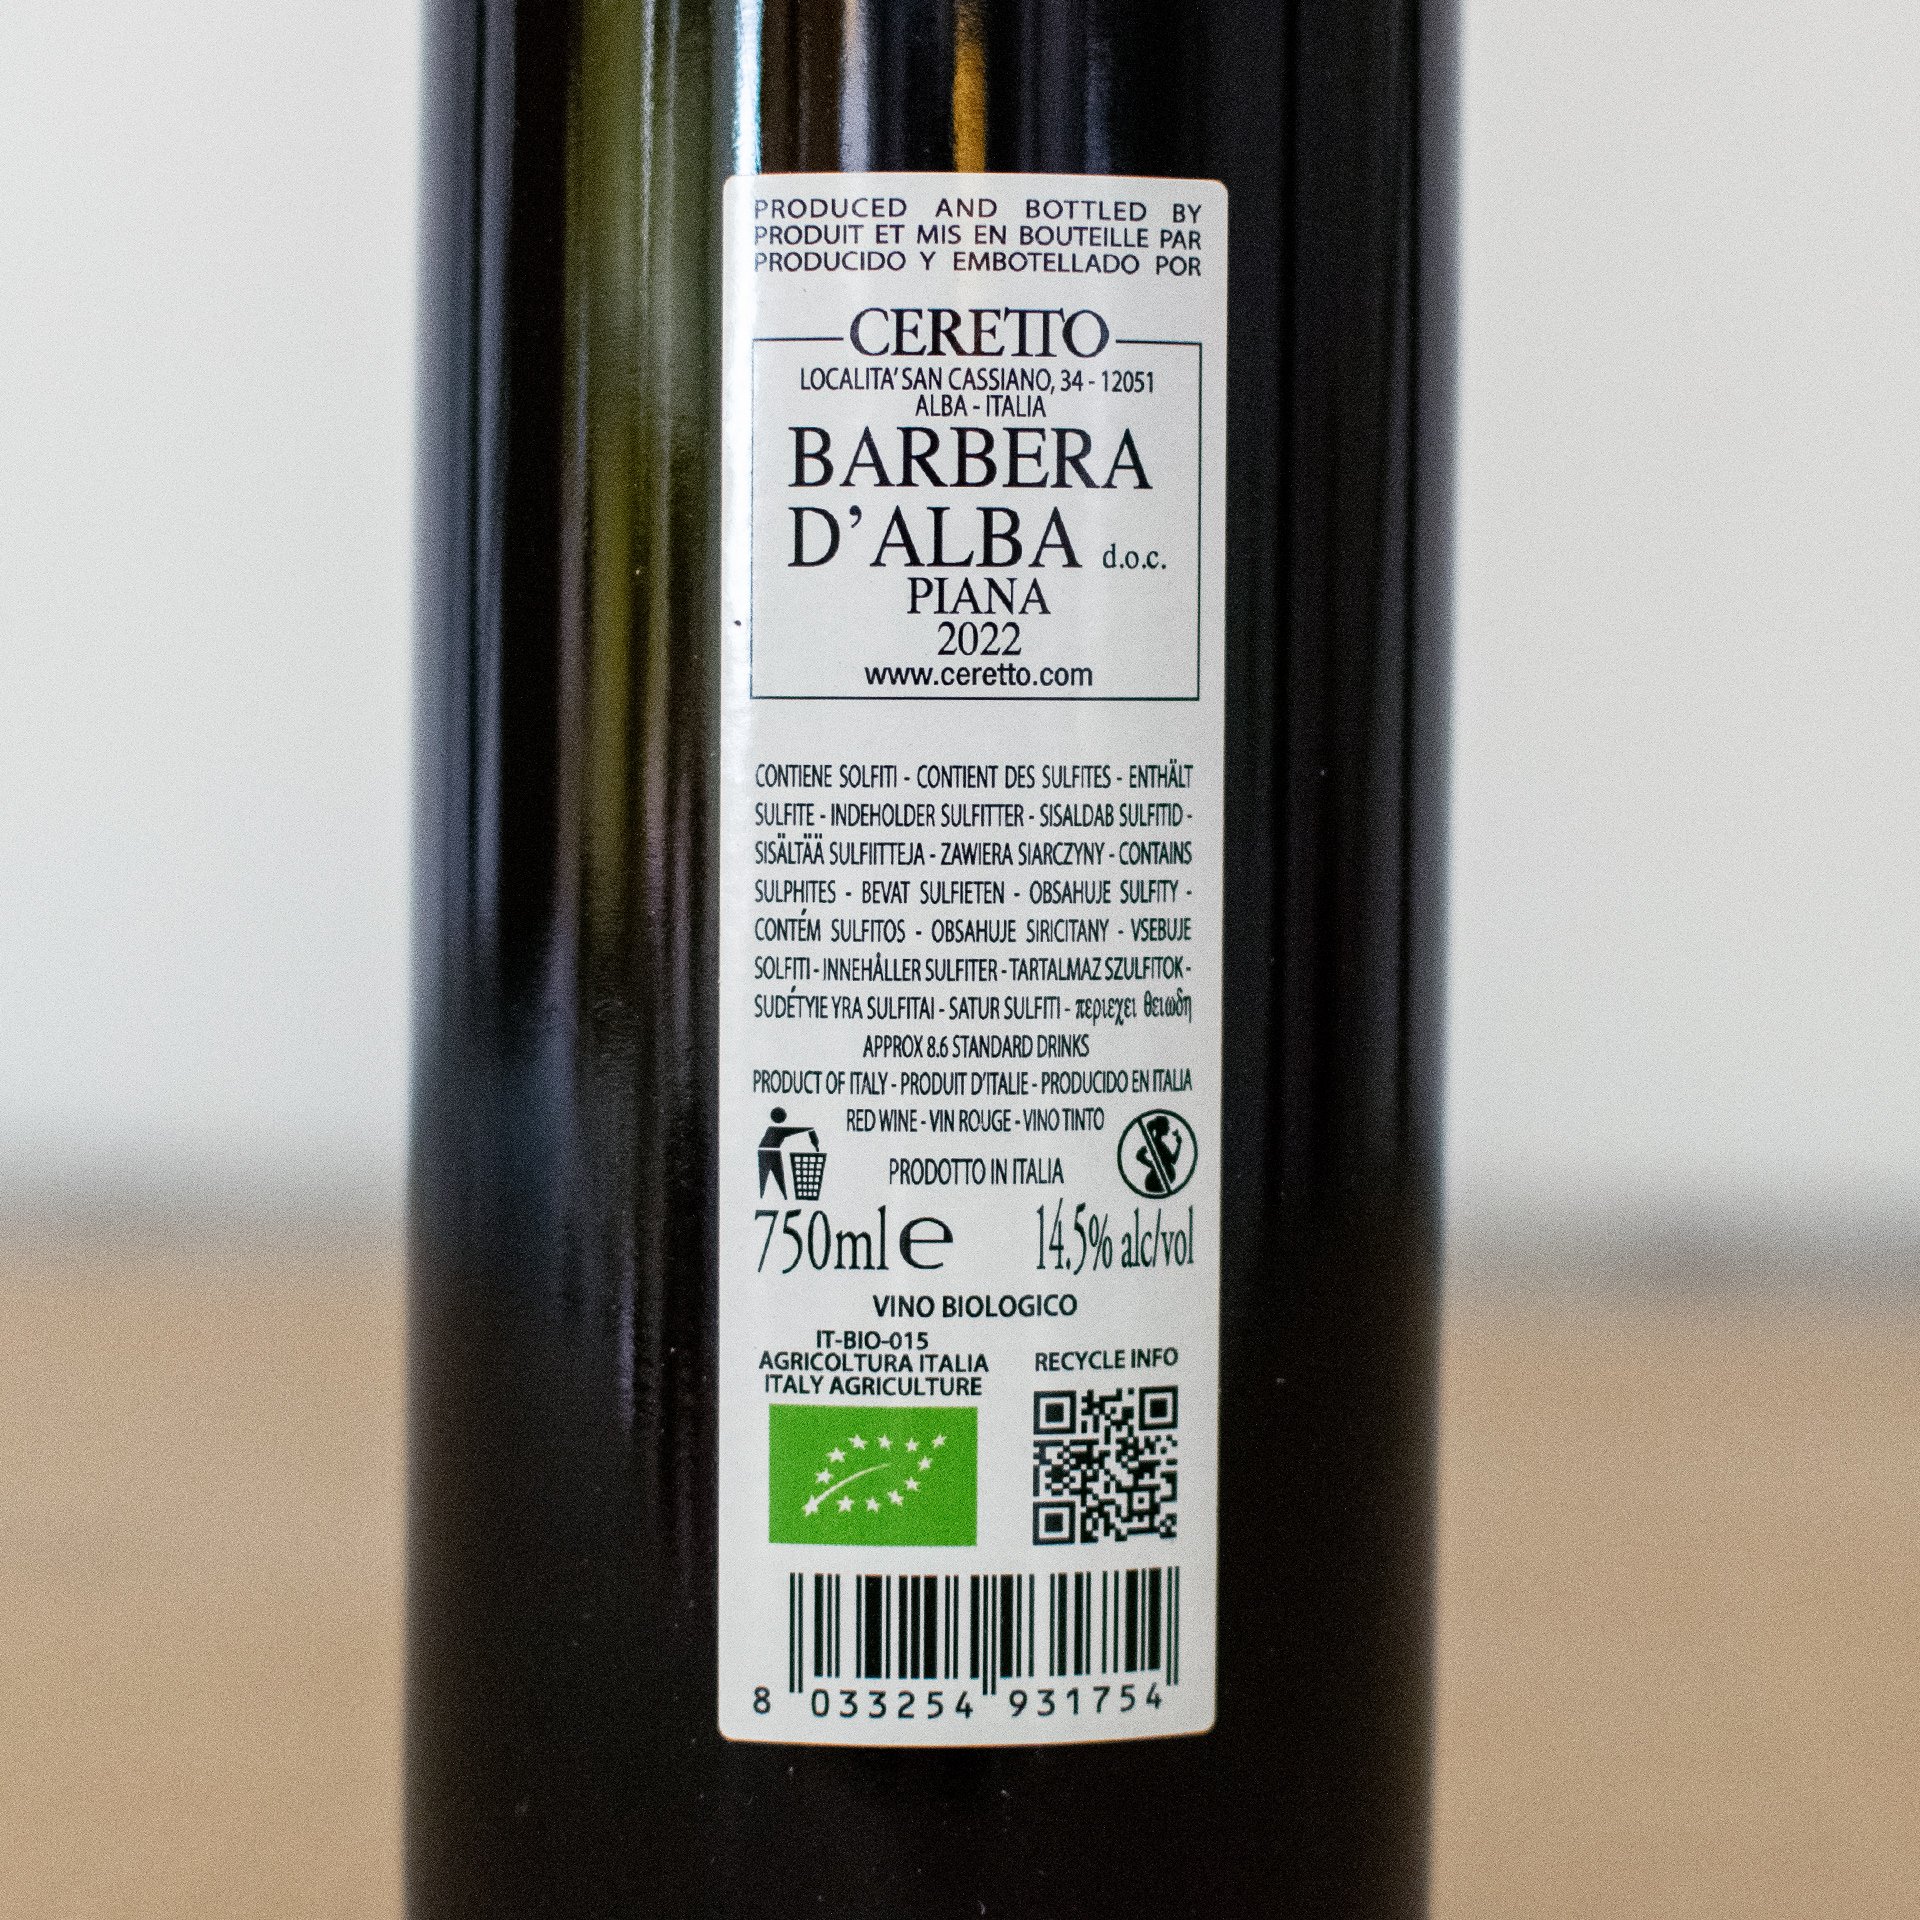 PRODUCED AND BOTTLED BY
PRODUIT ET MIS EN BOUTEILLE PAR
PRODUCIDO Y EMBOTELLADO POR
CERETTO
LOCALITA' SAN CASSIANO, 34 - 12051
ALBA - ITALIA
BARBERA
D'ALBA d.o.c.
PIANA
2022
www.ceretto.com
CONTIENE SOLFITI - CONTIENT DES SULFITES - ENTHÄLT
SULFITE - INDEHOLDER SULFITTER - SISALDAB SULFITID -
SISÄLTÄÄ SULFIITTEJA - ZAWIERA SIARCZYNY - CONTAINS
SULPHITES - BEVAT SULFIETEN - OBSAHUJE SULFITY -
CONTÉM SULFITOS - OBSAHUJE SIRICITANY - VSEBUJE
SOLFITI - INNEHÅLLER SULFITER - TARTALMAZ SZULFITOK -
SUDÉTYIE YRA SULFITAI - SATUR SULFITI - περιεχει θειωδη
APPROX 8.6 STANDARD DRINKS
PRODUCT OF ITALY - PRODUIT D'ITALIE - PRODUCIDO EN ITALIA
RED WINE - VIN ROUGE - VINO TINTO
PRODOTTO IN ITALIA
750ml e 14.5% alc/vol
VINO BIOLOGICO
IT-BIO-015
AGRICOLTURA ITALIA
ITALY AGRICULTURE
RECYCLE INFO
8 033254 931754